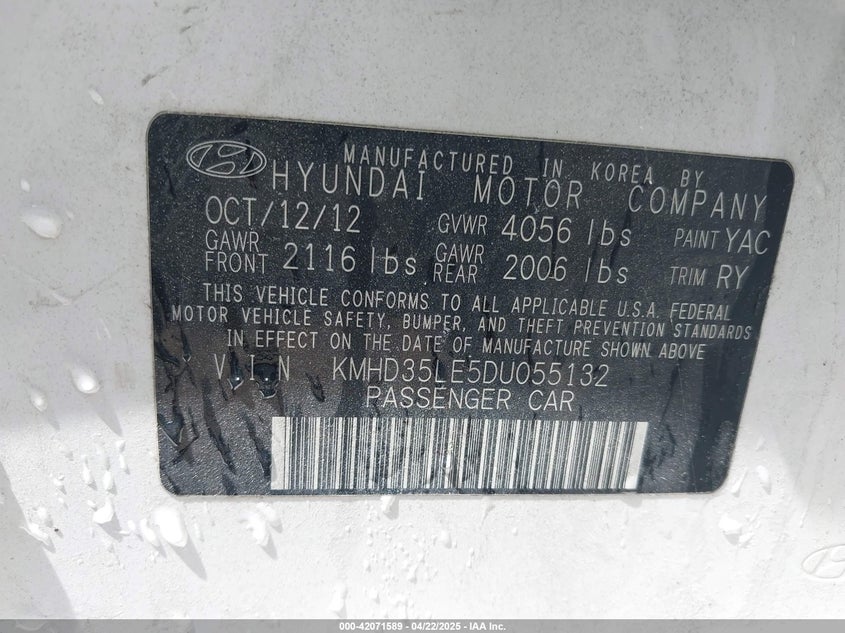 MANUFACTURED IN KOREA BY
HYUNDAI MOTOR COMPANY
OCT/12/12 GVWR 4056 lbs PAINT YAC
GAWR FRONT 2116 lbs GAWR REAR 2006 lbs TRIM RY
THIS VEHICLE CONFORMS TO ALL APPLICABLE U.S.A. FEDERAL
MOTOR VEHICLE SAFETY, BUMPER, AND THEFT PREVENTION STANDARDS
IN EFFECT ON THE DATE OF MANUFACTURE SHOWN ABOVE
V.I.N KMHD35LE5DU055132
PASSENGER CAR
000-42071589 - 04/22/2025 - IAA Inc.